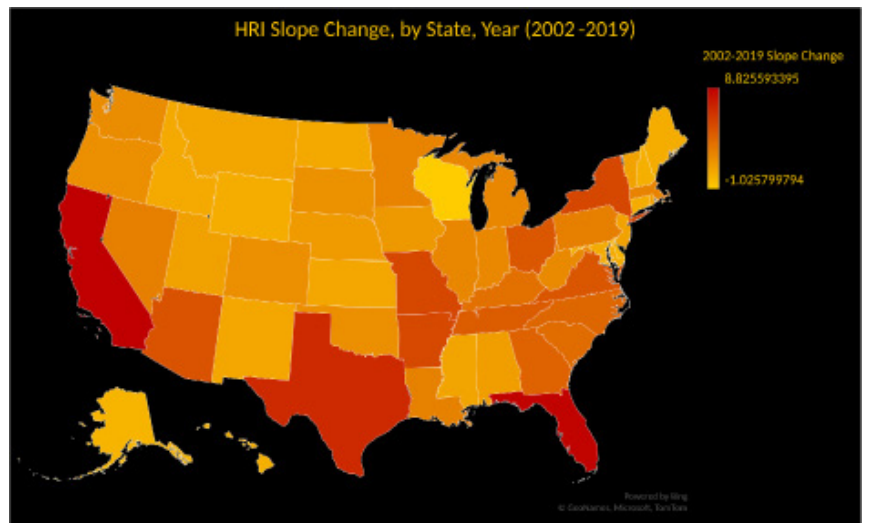 HRI Slope Change, by State, Year (2002 -2019)
2002-2019 Slope Change
8.825593395
-1.025799794
Powered by Bing
© GeoNames, Microsoft, TomTom